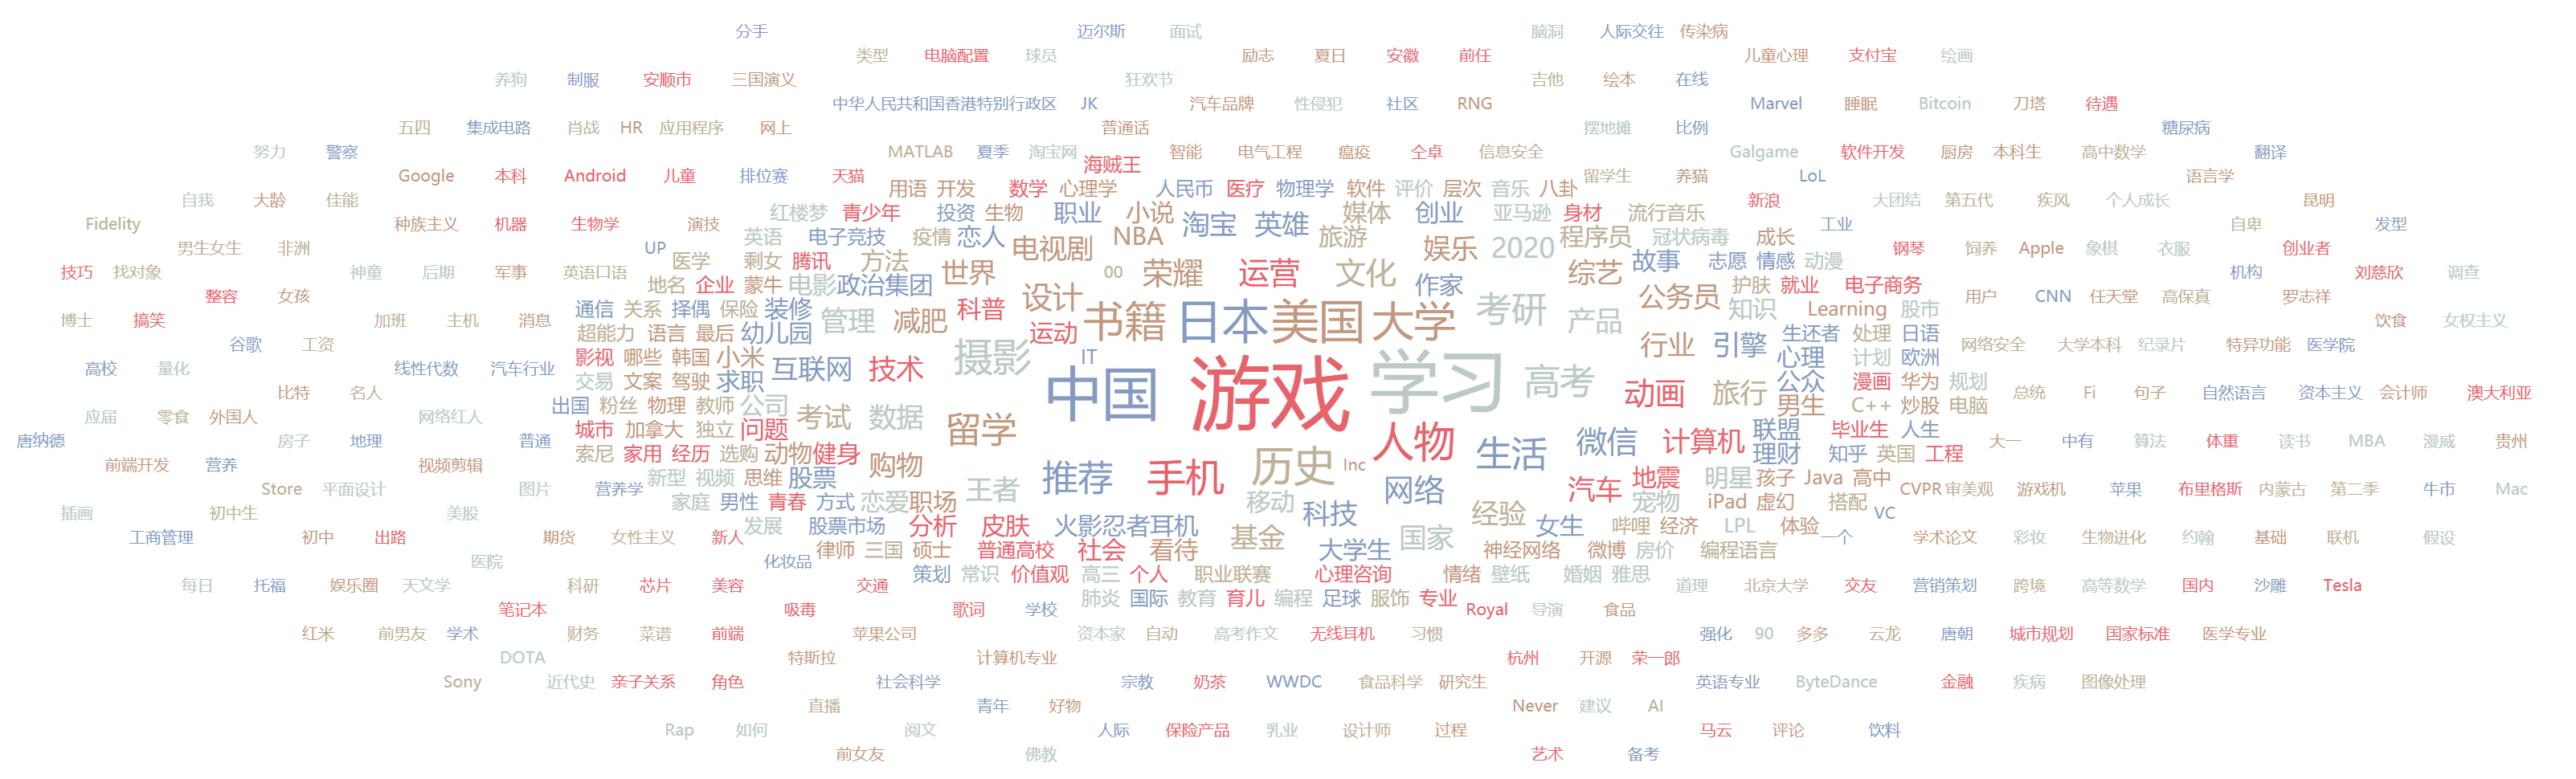 分手 迈尔斯 面试 脑洞 人际交往 传染病
类型 电脑配置 球员 励志 夏日 安徽 前任 儿童心理 支付宝 绘画
养狗 制服 安顺市 三国演义 狂欢节 吉他 绘本 在线
中华人民共和国香港特别行政区 JK 汽车品牌 性侵犯 社区 RNG Marvel 睡眠 Bitcoin 刀塔 待遇
五四 集成电路 肖战 HR 应用程序 网上 普通话 摆地摊 比例 糖尿病
努力 警察 MATLAB 夏季 淘宝网 海贼王 智能 电气工程 瘟疫 仝卓 信息安全 Galgame 软件开发 厨房 本科生 高中数学 翻译
Google 本科 Android 儿童 排位赛 天猫 留学生 养猫 LoL 语言学
用语 开发 数学 心理学 人民币 医疗 物理学 软件 评价 层次 音乐 八卦
自我 大龄 佳能 新浪 大团结 第五代 疾风 个人成长 昆明
红楼梦 青少年 投资 生物 职业 小说 淘宝 英雄 媒体 创业 亚马逊 身材 流行音乐
Fidelity 种族主义 机器 生物学 演技 工业 自卑 发型
英语 电子竞技 疫情 恋人 电视剧 NBA 旅游 娱乐 2020 程序员 冠状病毒 成长
男生女生 非洲 UP 钢琴 饲养 Apple 象棋 衣服 创业者
医学 剩女 腾讯 方法 世界 00 荣耀 运营 文化 综艺 故事 志愿 情感 动漫
技巧 找对象 神童 后期 军事 英语口语 机构 刘慈欣 调查
地名 企业 蒙牛 电影 政治集团 设计 作家 公务员 护肤 就业 电子商务
整容 女孩 用户 CNN 任天堂 高保真 罗志祥
通信 关系 择偶 保险 装修 管理 减肥 科普 书籍 日本 美国 大学 考研 产品 知识 Learning 股市
博士 搞笑 加班 主机 消息 饮食 女权主义
超能力 语言 最后 幼儿园 运动 行业 引擎 生还者 处理 日语
谷歌 工资 网络安全 大学本科 纪录片 特异功能 医学院
影视 哪些 韩国 小米 互联网 技术 摄影 IT 心理 计划 欧洲
高校 量化 线性代数 汽车行业
交易 文案 驾驶 求职 中国 游戏 学习 高考 动画 旅行 公众 漫画 华为 规划
比特 名人 总统 Fi 句子 自然语言 资本主义 会计师 澳大利亚
出国 粉丝 物理 教师 公司 考试 数据 男生 C++ 炒股 电脑
应届 零食 外国人 网络红人
城市 加拿大 独立 问题 留学 人物 生活 微信 计算机 联盟 毕业生 人生
唐纳德 房子 地理 普通 大一 中有 算法 体重 读书 MBA 漫威 贵州
索尼 家用 经历 选购 动物 健身 购物 历史 Inc 理财 知乎 英国 工程
前端开发 营养 视频剪辑
新型 视频 思维 股票 推荐 手机 网络 汽车 地震 明星 孩子 Java 高中
Store 平面设计 图片 营养学 CVPR 审美观 游戏机 苹果 布里格斯 内蒙古 第二季 牛市 Mac
家庭 男性 青春 方式 恋爱 职场 王者 移动 科技 经验 宠物 iPad 虚幻 搭配
插画 初中生 美股 VC
发展 股票市场 分析 皮肤 火影忍者 耳机 基金 国家 女生 哔哩 经济 LPL 体验
工商管理 初中 出路 期货 女性主义 新人 一个 学术论文 彩妆 生物进化 约翰 基础 联机 假设
律师 三国 硕士 普通高校 社会 看待 大学生 神经网络 微博 房价 编程语言
医院 化妆品
策划 常识 价值观 高三 个人 职业联赛 心理咨询 情绪 壁纸 婚姻 雅思
每日 托福 娱乐圈 天文学 科研 芯片 美容 交通 道理 北京大学 交友 营销策划 跨境 高等数学 国内 沙雕 Tesla
肺炎 国际 教育 育儿 编程 足球 服饰 专业
笔记本 吸毒 歌词 学校 Royal 导演 食品
红米 前男友 学术 财务 菜谱 前端 苹果公司 资本家 自动 高考作文 无线耳机 习惯 强化 90 多多 云龙 唐朝 城市规划 国家标准 医学专业
DOTA 特斯拉 计算机专业 杭州 开源 荣一郎
Sony 近代史 亲子关系 角色 社会科学 宗教 奶茶 WWDC 食品科学 研究生 英语专业 ByteDance 金融 疾病 图像处理
直播 青年 好物 Never 建议 AI
Rap 如何 阅文 人际 保险产品 乳业 设计师 过程 马云 评论 饮料
前女友 佛教 艺术 备考